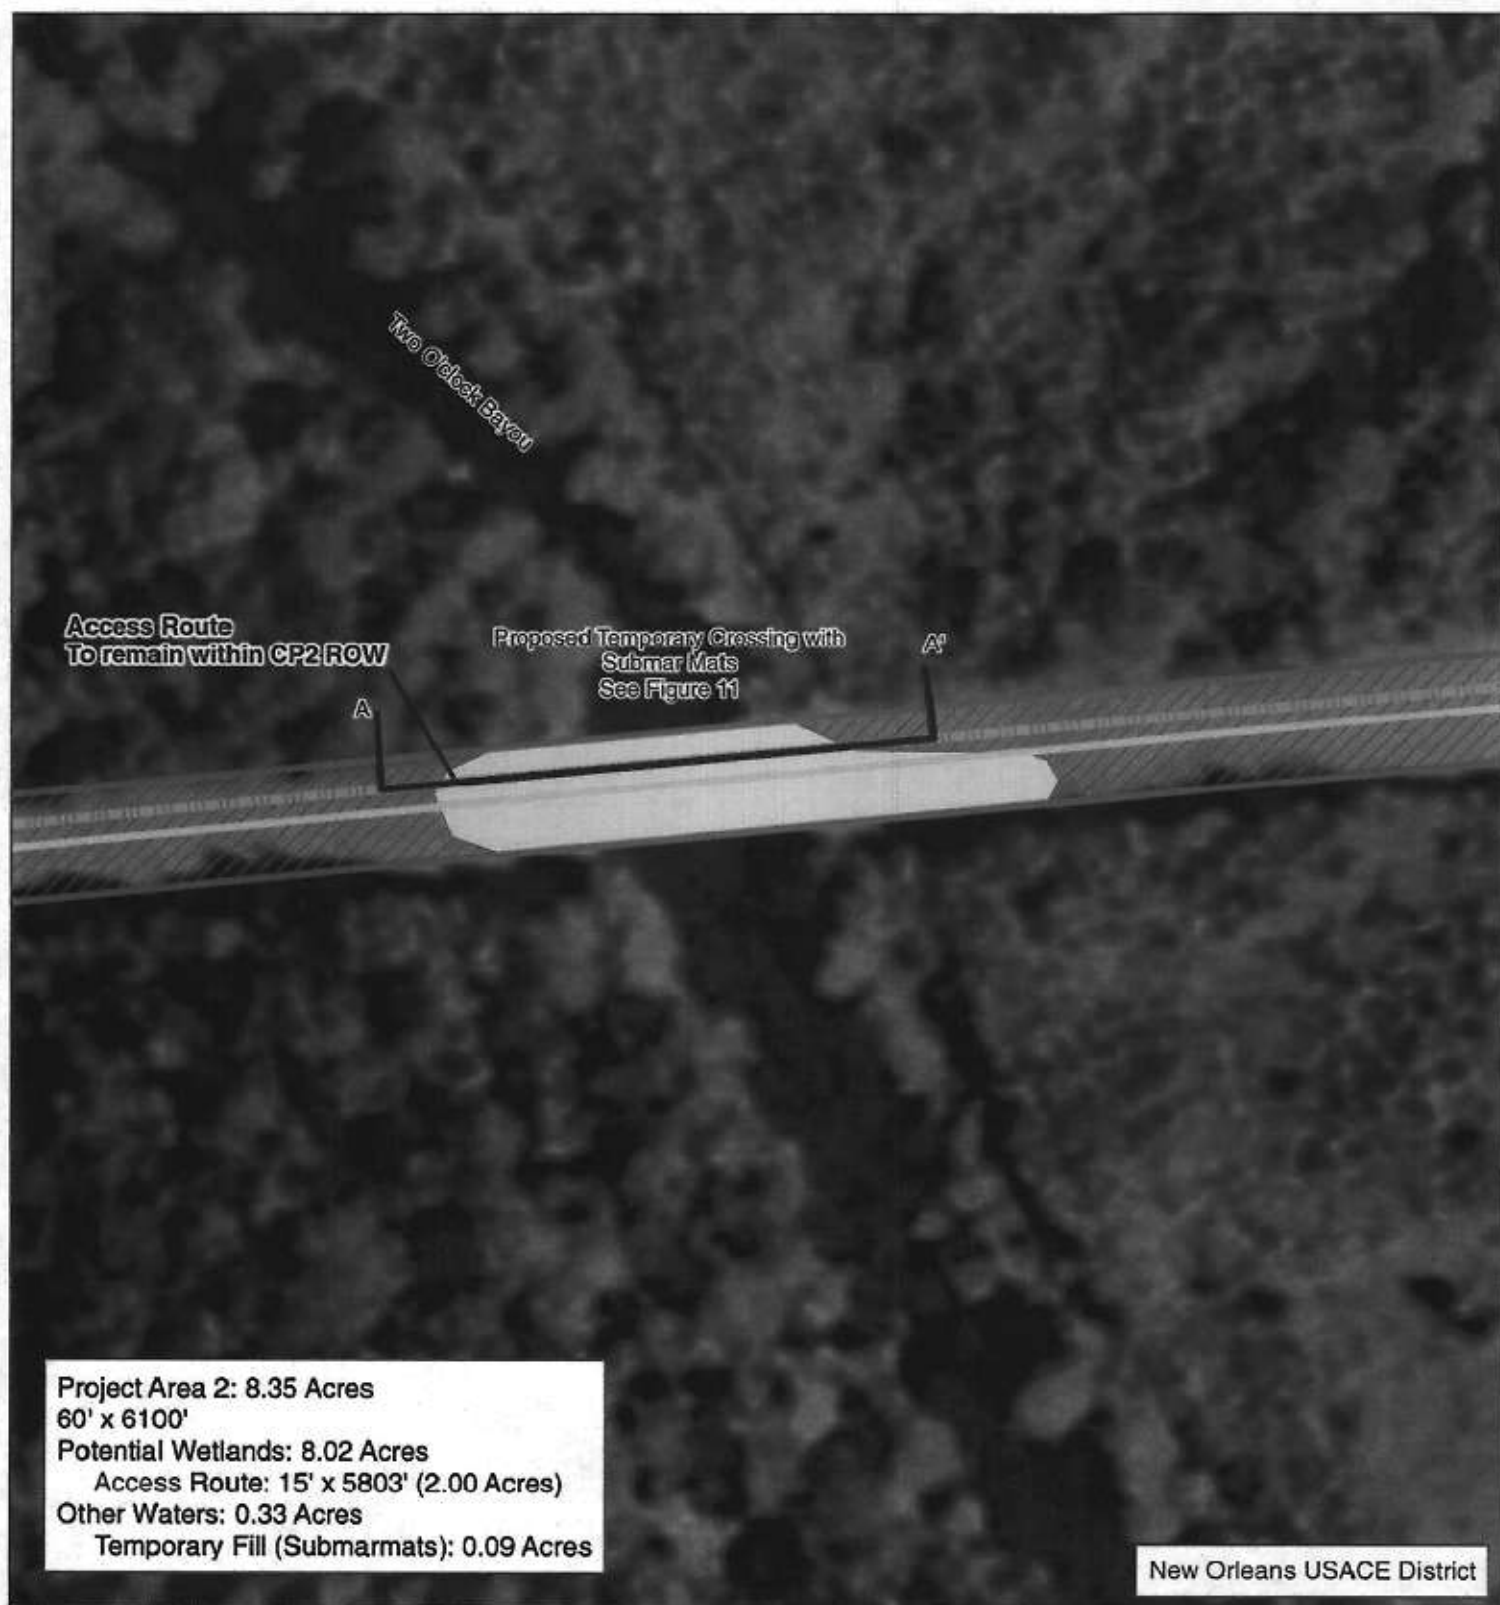 Two O'clock Bayou
Access Route
To remain within CP2 ROW
Proposed Temporary Crossing with
Submar Mats
See Figure 11
A'
A
Project Area 2: 8.35 Acres
60' x 6100'
Potential Wetlands: 8.02 Acres
Access Route: 15' x 5803' (2.00 Acres)
Other Waters: 0.33 Acres
Temporary Fill (Submarmats): 0.09 Acres
New Orleans USACE District